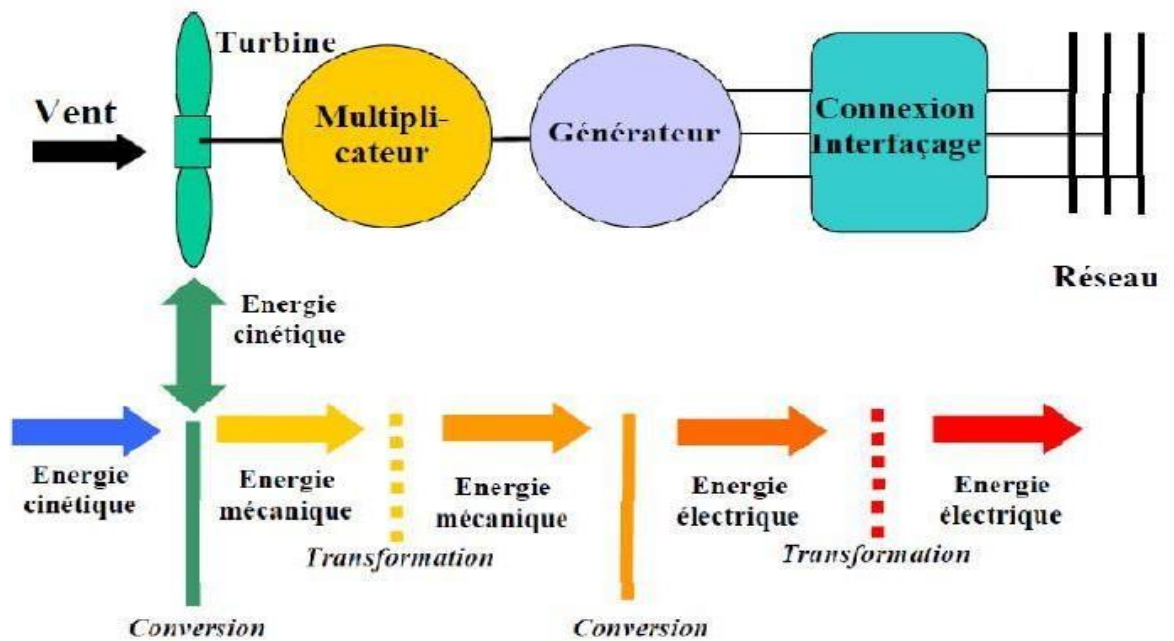 Turbine
Vent
Multipli-
cateur
Générateur
Connexion
Interfaçage
Réseau
Energie
cinétique
Energie
cinétique
Energie
mécanique
Transformation
Energie
mécanique
Energie
électrique
Transformation
Energie
électrique
Conversion
Conversion